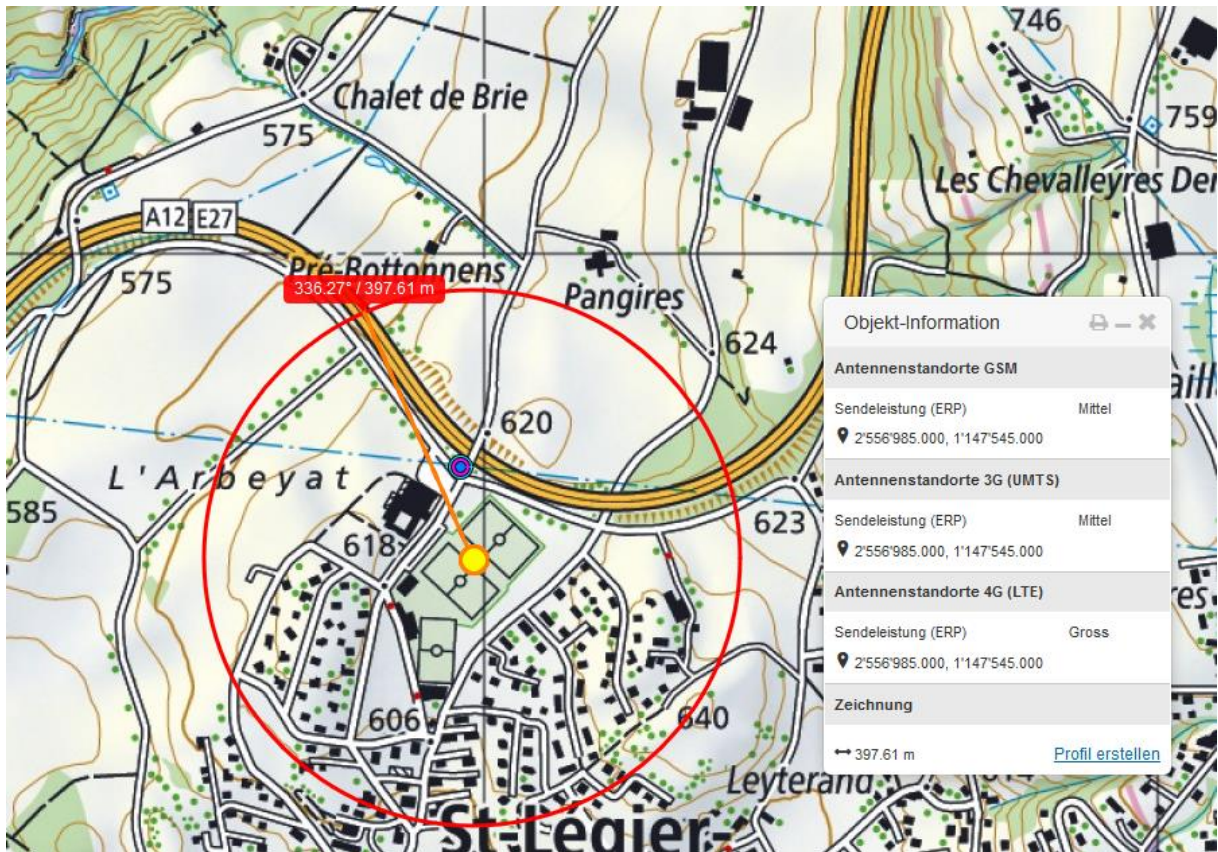 746
Chalet de Brie
575
759
Les Chevalleyres Der
A12 E27
575
Pré-Bottonnens
336.27° / 397.61 m
Pangires
624
620
L'Arbeyat
585
618
623
606
640
Leyterand
St-Légier-
Objekt-Information
Antennenstandorte GSM
Sendeleistung (ERP) Mittel
2'556'985.000, 1'147'545.000
Antennenstandorte 3G (UMTS)
Sendeleistung (ERP) Mittel
2'556'985.000, 1'147'545.000
Antennenstandorte 4G (LTE)
Sendeleistung (ERP) Gross
2'556'985.000, 1'147'545.000
Zeichnung
397.61 m Profil erstellen